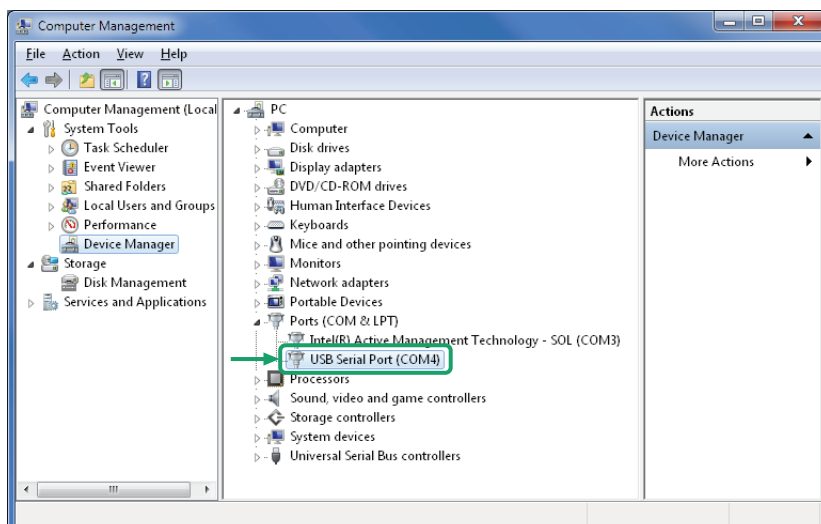 Computer Management
File Action View Help
Computer Management (Local
System Tools
Task Scheduler
Event Viewer
Shared Folders
Local Users and Groups
Performance
Device Manager
Storage
Disk Management
Services and Applications
PC
Computer
Disk drives
Display adapters
DVD/CD-ROM drives
Human Interface Devices
Keyboards
Mice and other pointing devices
Monitors
Network adapters
Portable Devices
Ports (COM & LPT)
Intel(R) Active Management Technology - SOL (COM3)
USB Serial Port (COM4)
Processors
Sound, video and game controllers
Storage controllers
System devices
Universal Serial Bus controllers
Actions
Device Manager
More Actions